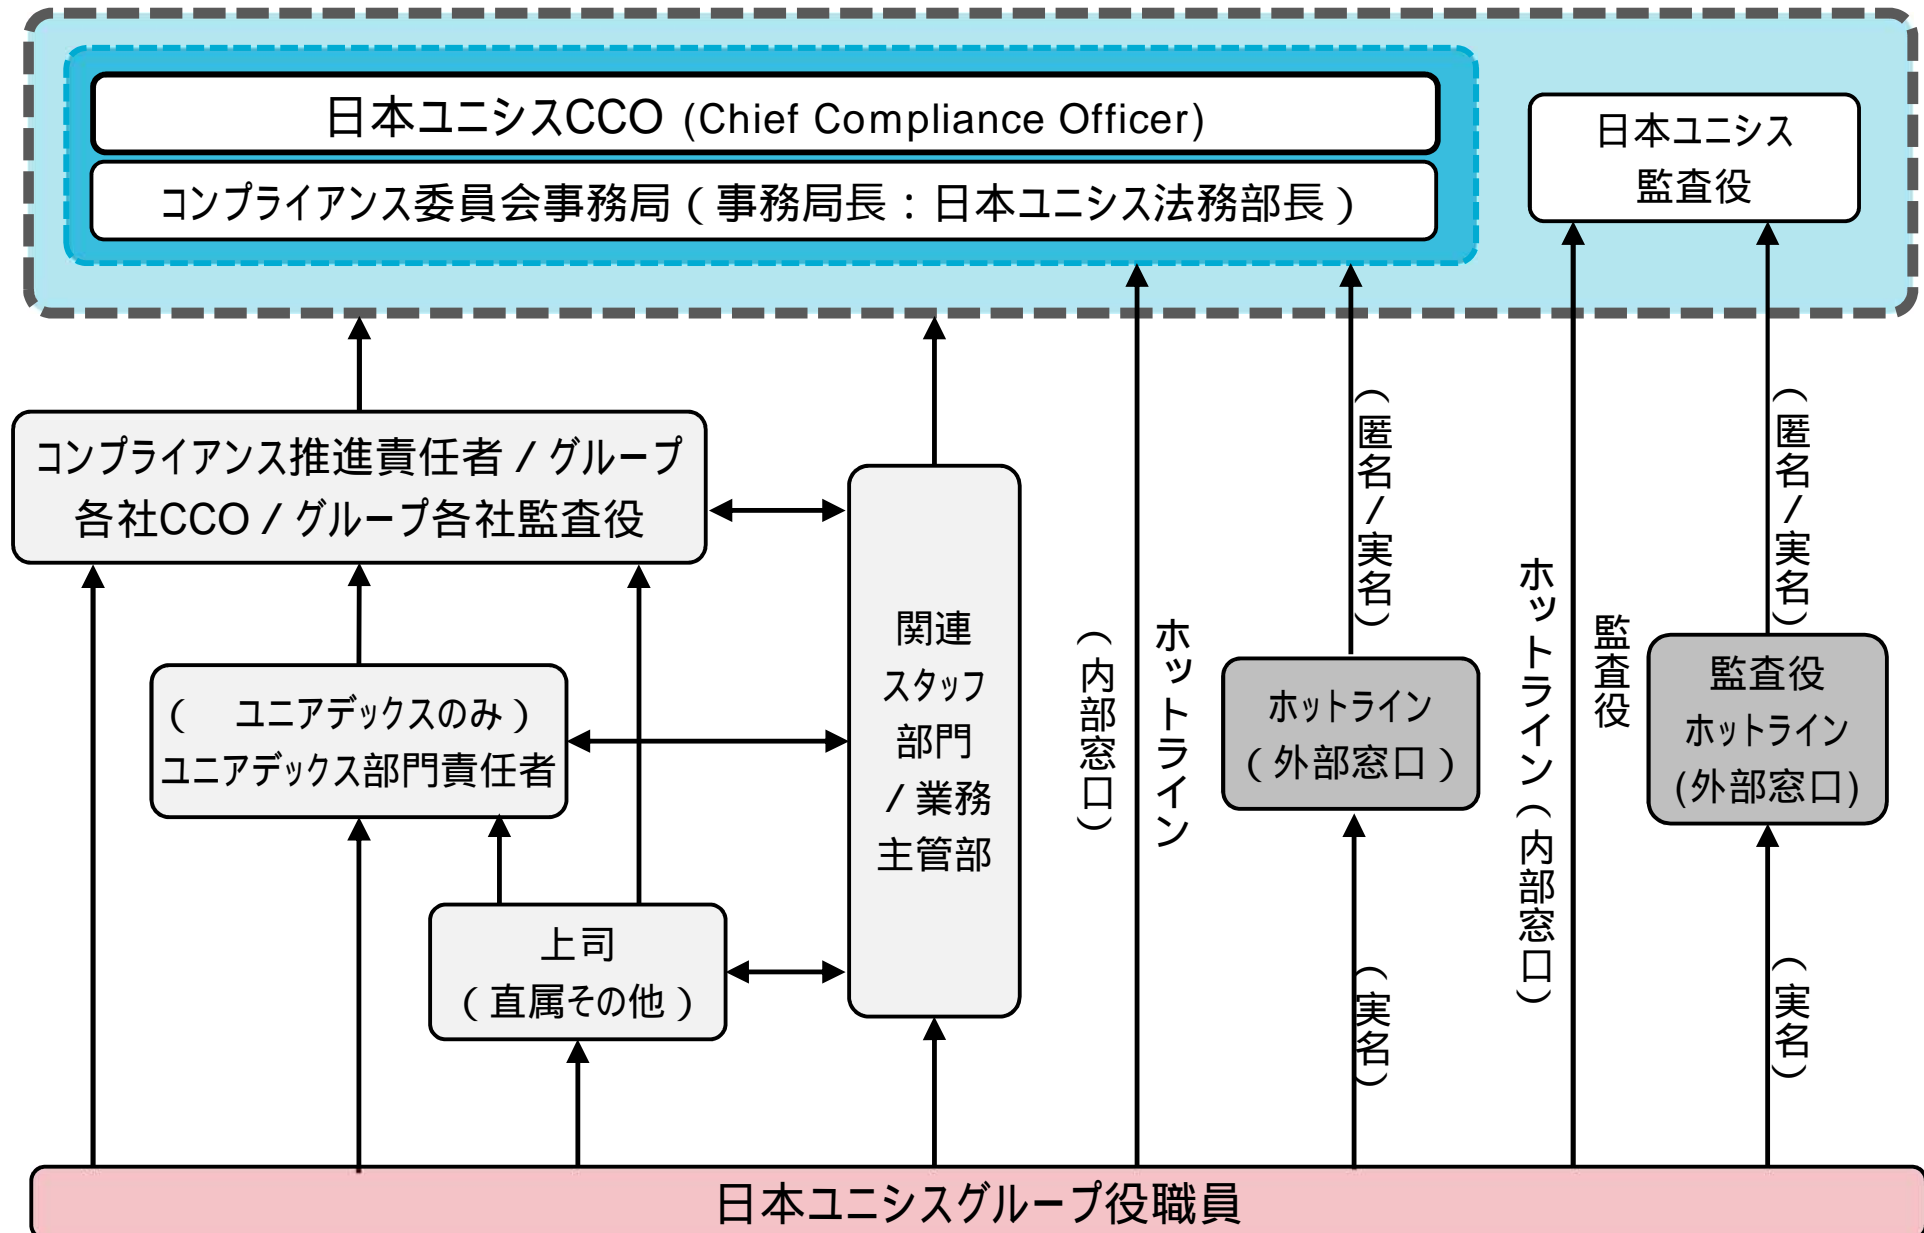 日本ユニシスCCO (Chief Compliance Officer)
コンプライアンス委員会事務局(事務局長:日本ユニシス法務部長)
日本ユニシス
監査役
コンプライアンス推進責任者/グループ
各社CCO/グループ各社監査役
(ユニアデックスのみ)
ユニアデックス部門責任者
上司
(直属その他)
関連
スタッフ
部門
/業務
主管部
ホットライン
(内部窓口)
(匿名/実名)
ホットライン
(外部窓口)
(実名)
監査役
ホットライン(内部窓口)
(匿名/実名)
監査役
ホットライン
(外部窓口)
(実名)
日本ユニシスグループ役職員